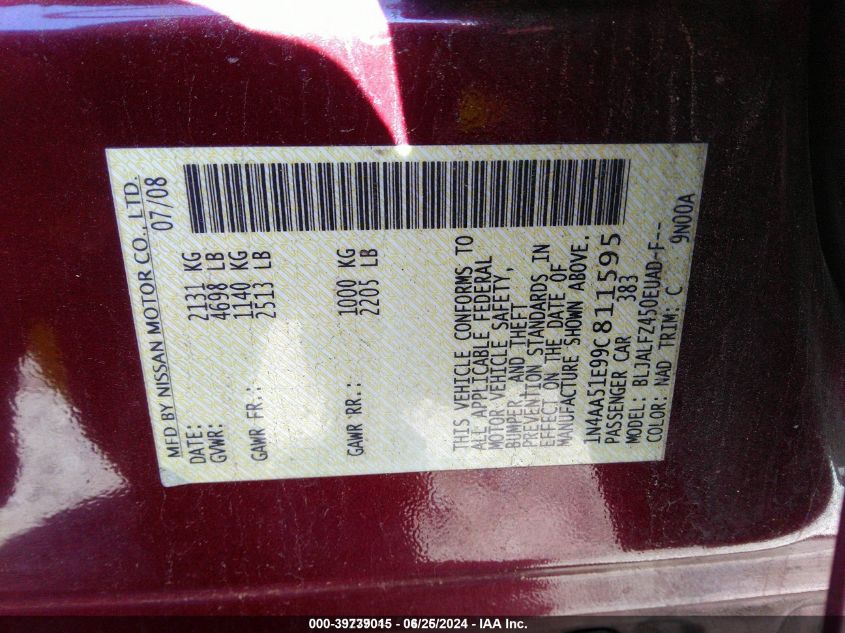 MFD BY NISSAN MOTOR CO., LTD.
DATE: 07/08
GVWR: 2131 KG
4698 LB
GAWR FR.: 1140 KG
2513 LB
GAWR RR.: 1000 KG
2205 LB
THIS VEHICLE CONFORMS TO
ALL APPLICABLE FEDERAL
MOTOR VEHICLE SAFETY,
BUMPER, AND THEFT
PREVENTION STANDARDS IN
EFFECT ON THE DATE OF
MANUFACTURE SHOWN ABOVE.
1N4AA51E99C811595
PASSENGER CAR 383
MODEL: BLJALFZ450EUAD-F--
COLOR: NAD TRIM: C 9N00A
000-39739015 - 06/26/2024 - IAA Inc.